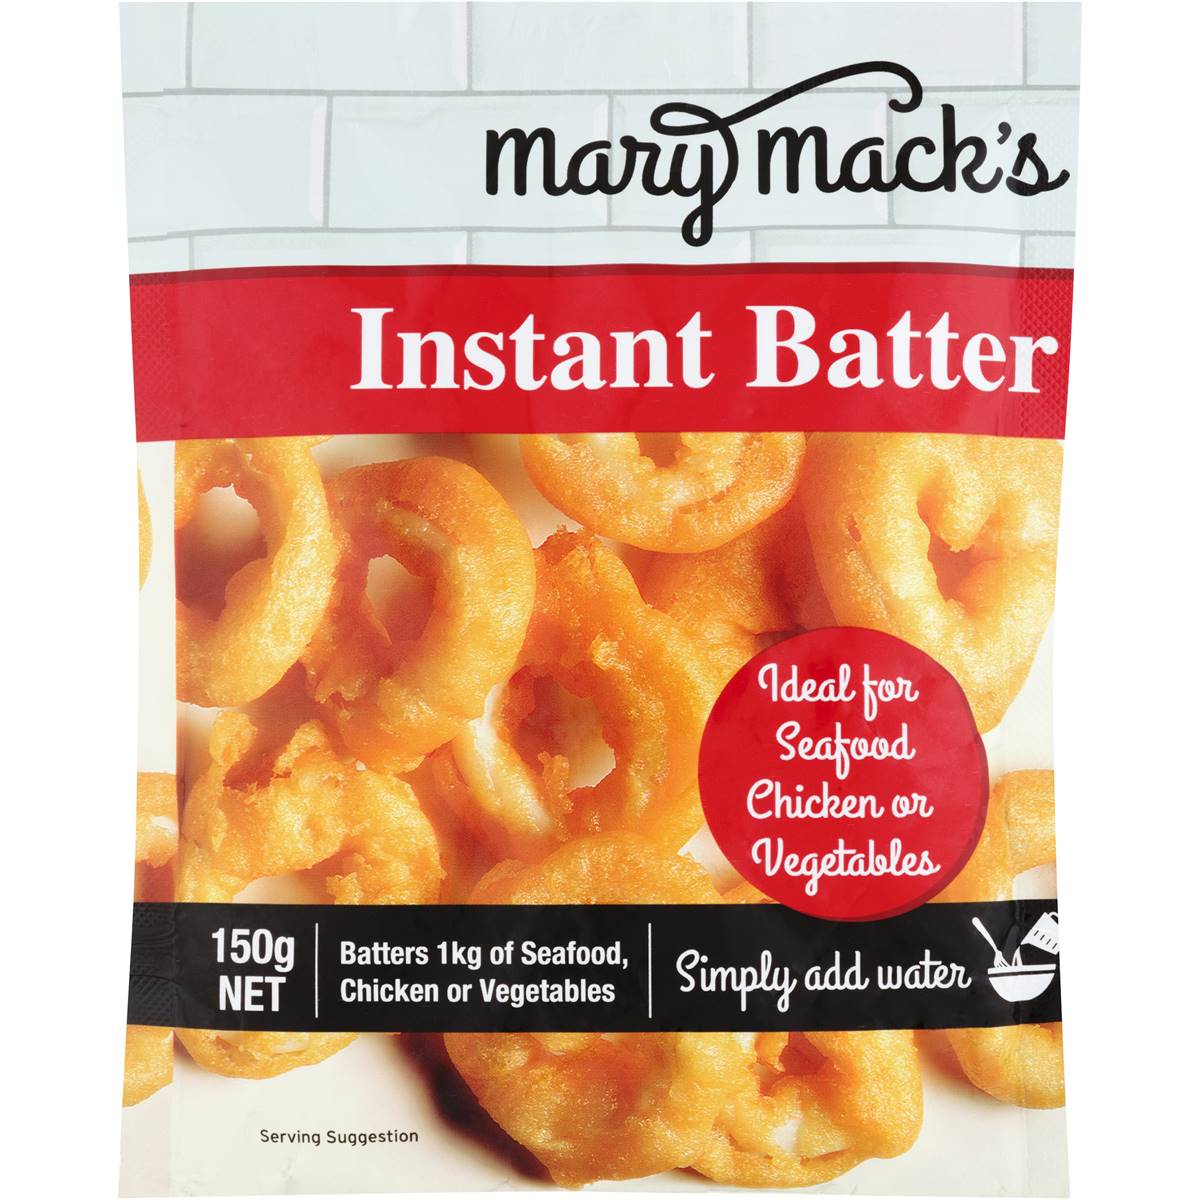 Mary Mack's
Instant Batter
Ideal for
Seafood
Chicken or
Vegetables
150g
NET
Batters 1kg of Seafood,
Chicken or Vegetables
Simply add water
Serving Suggestion